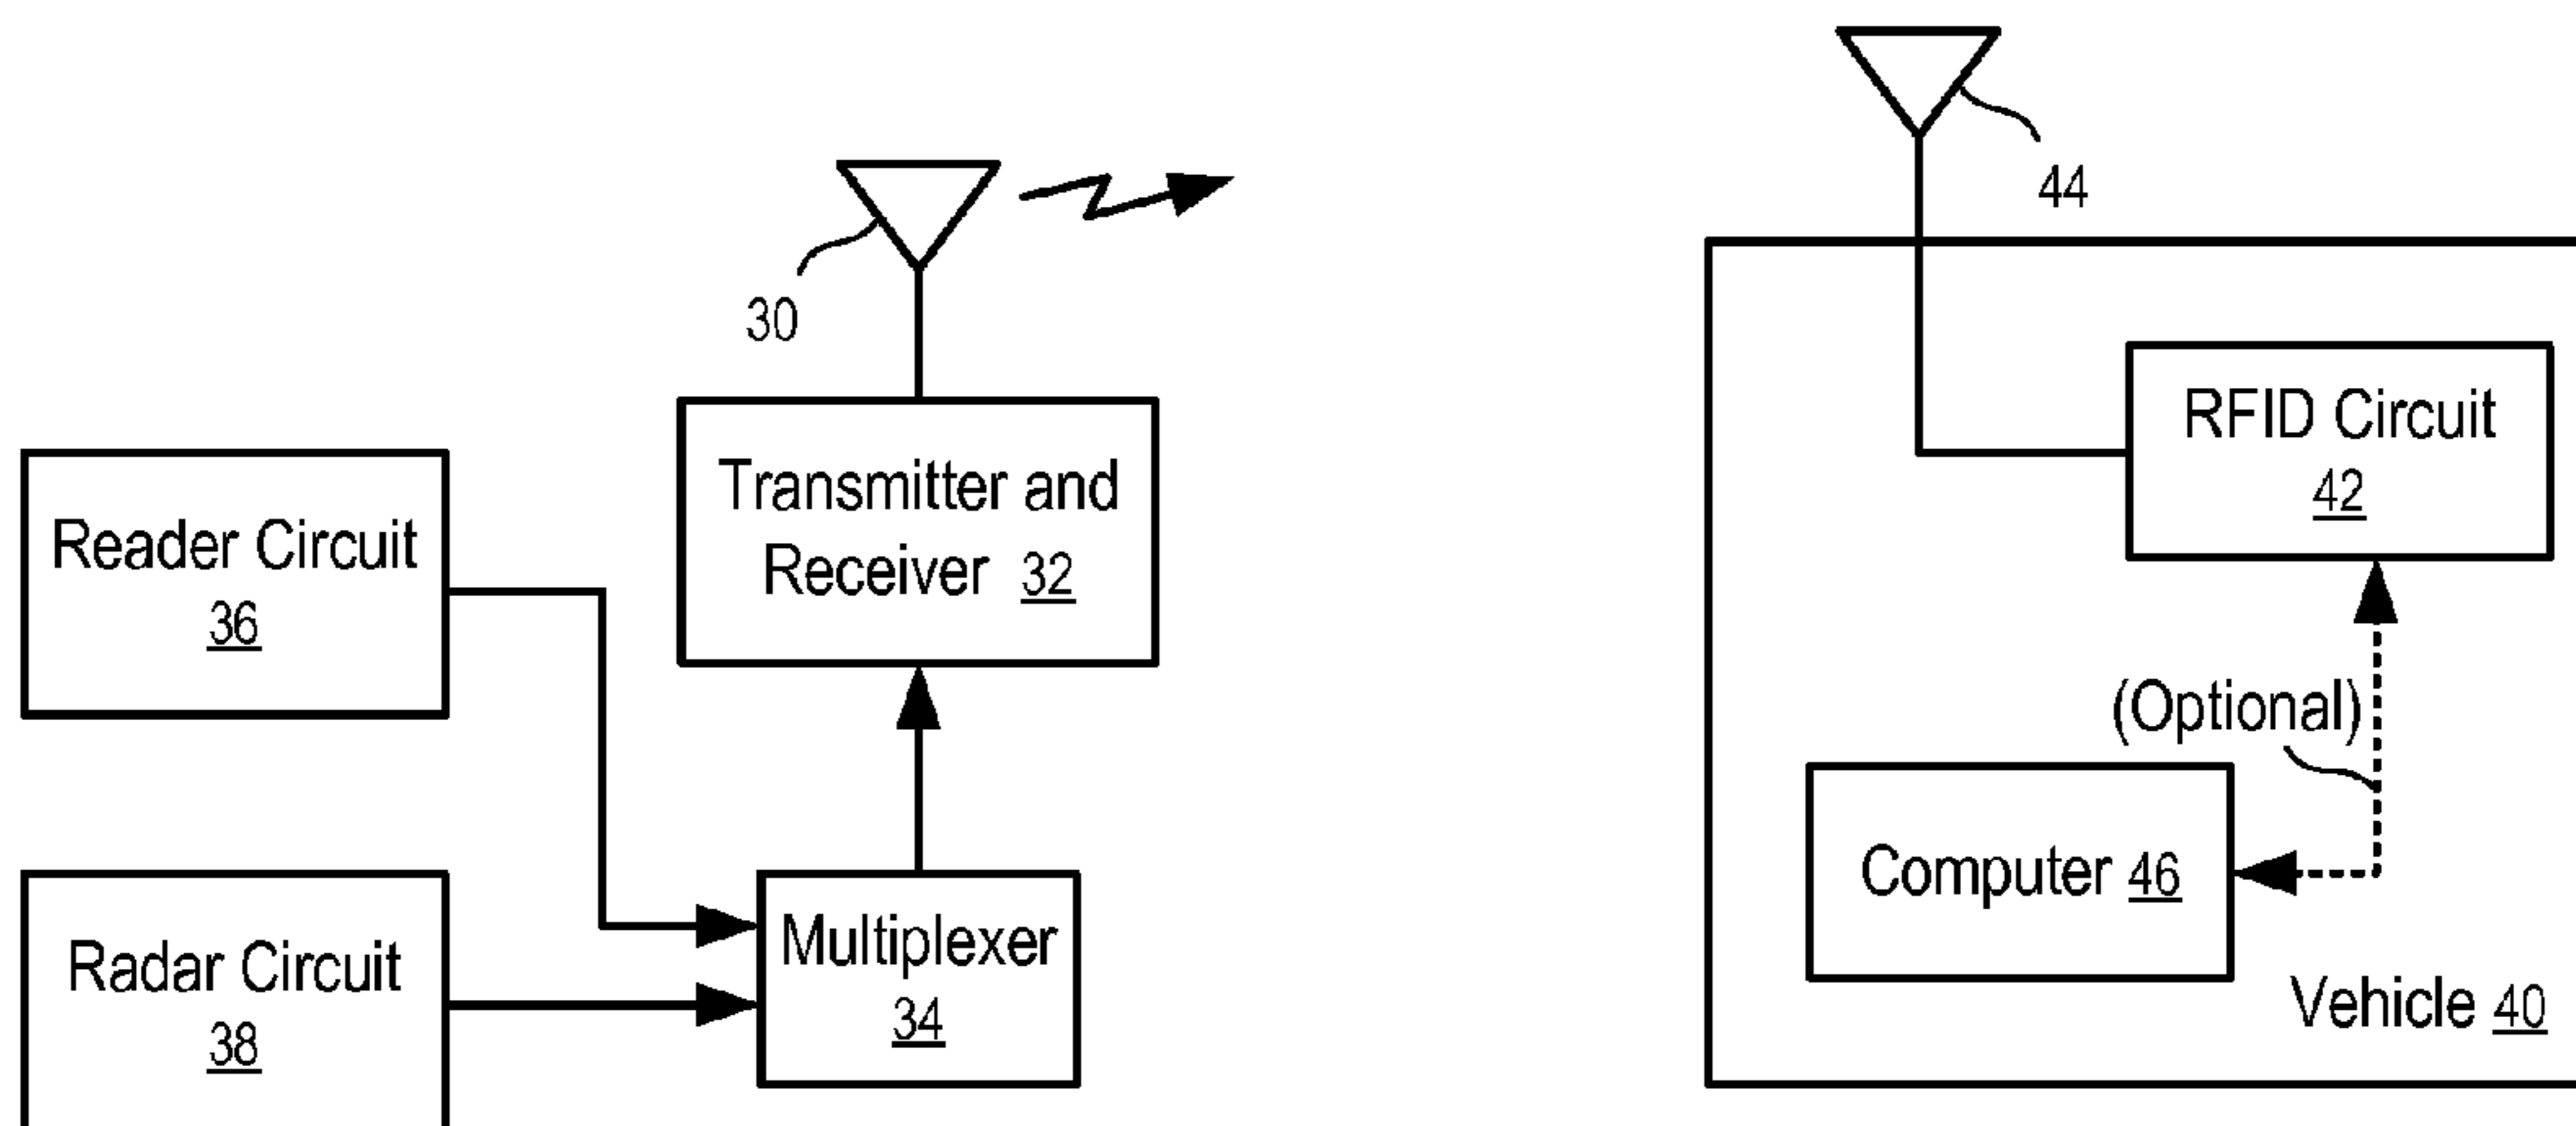 30
Transmitter and
Receiver 32
Reader Circuit
36
Radar Circuit
38
Multiplexer
34
44
RFID Circuit
42
(Optional)
Computer 46
Vehicle 40